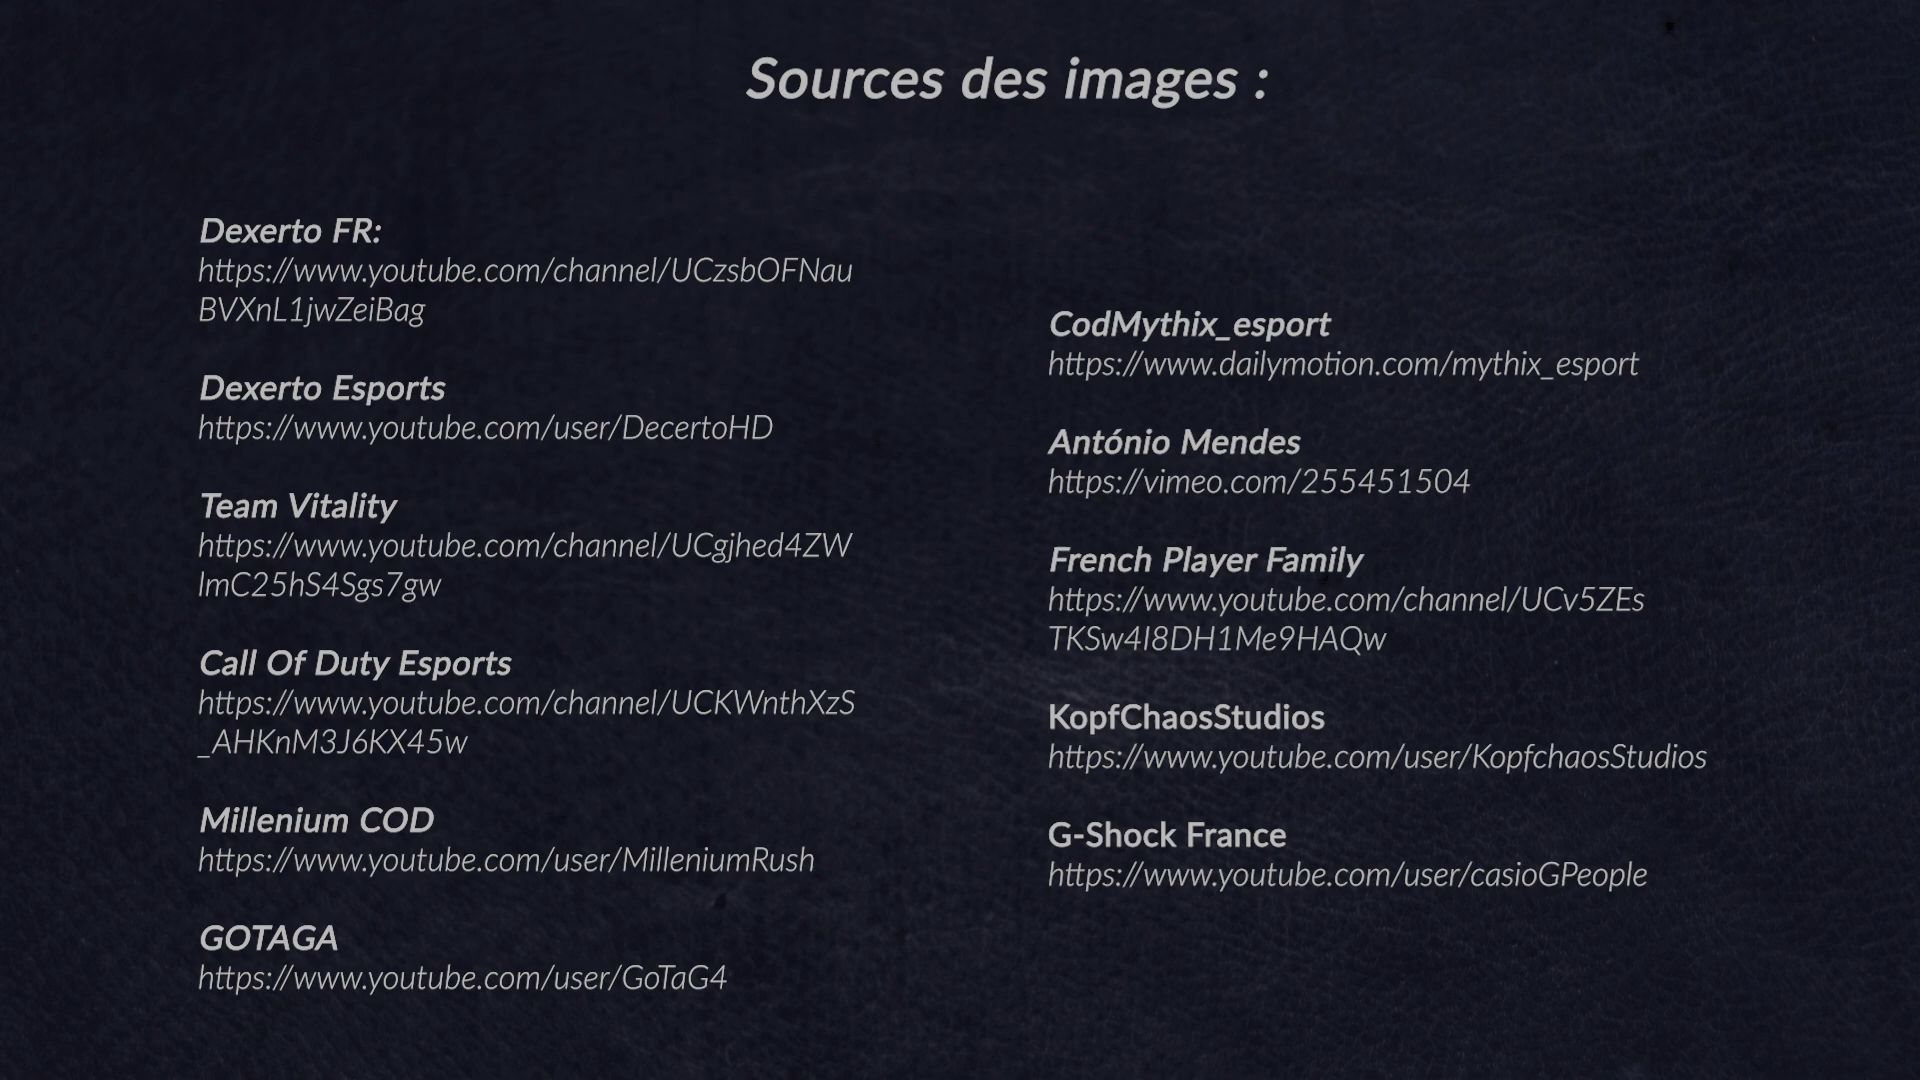 Sources des images :
Dexerto FR:
https://www.youtube.com/channel/UCzsbOFNau
BVXnL1jwZeiBag
Dexerto Esports
https://www.youtube.com/user/DecertoHD
Team Vitality
https://www.youtube.com/channel/UCgjhed4ZW
lmC25hS4Sgs7gw
Call Of Duty Esports
https://www.youtube.com/channel/UCKWnthXzS
_AHKnM3J6KX45w
Millenium COD
https://www.youtube.com/user/MilleniumRush
GOTAGA
https://www.youtube.com/user/GoTaG4
CodMythix_esport
https://www.dailymotion.com/mythix_esport
António Mendes
https://vimeo.com/255451504
French Player Family
https://www.youtube.com/channel/UCv5ZEs
TKSw4I8DH1Me9HAQw
KopfChaosStudios
https://www.youtube.com/user/KopfchaosStudios
G-Shock France
https://www.youtube.com/user/casioGPeople